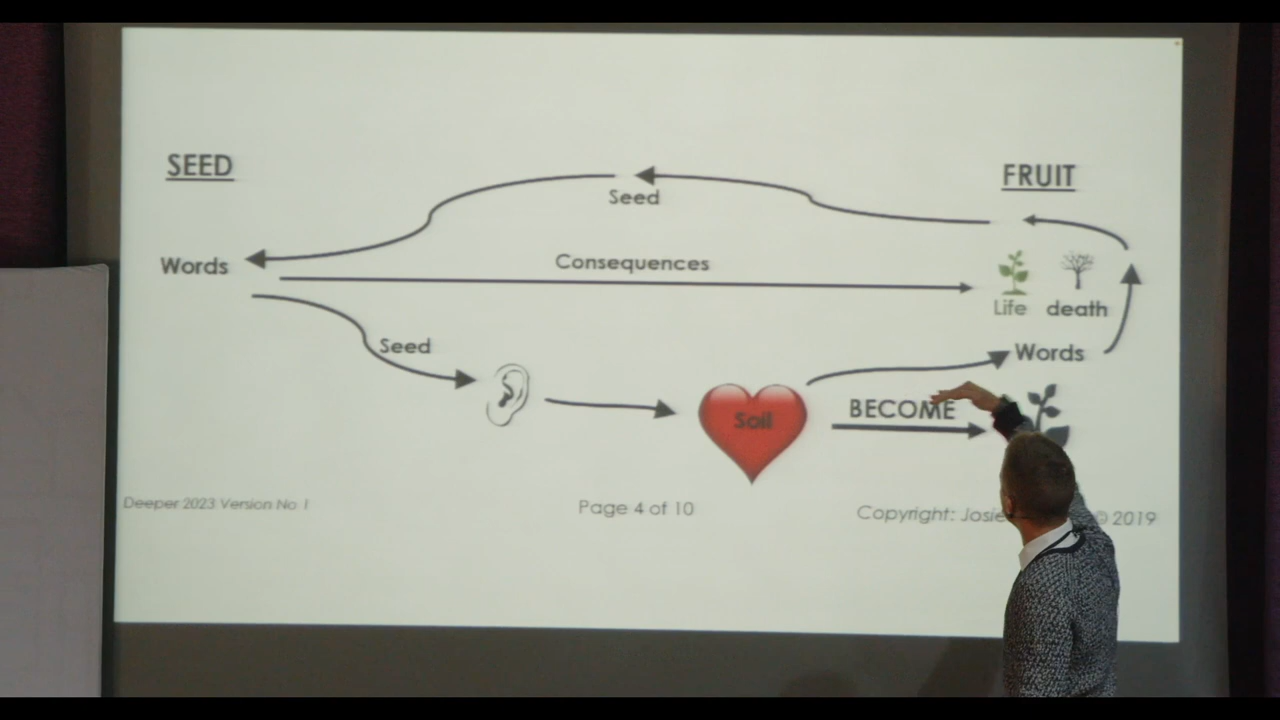 SEED
FRUIT
Seed
Words
Consequences
Life
death
Seed
Words
Soil
BECOME
Deeper 2023 Version No 1
Page 4 of 10
Copyright: Josie
© 2019